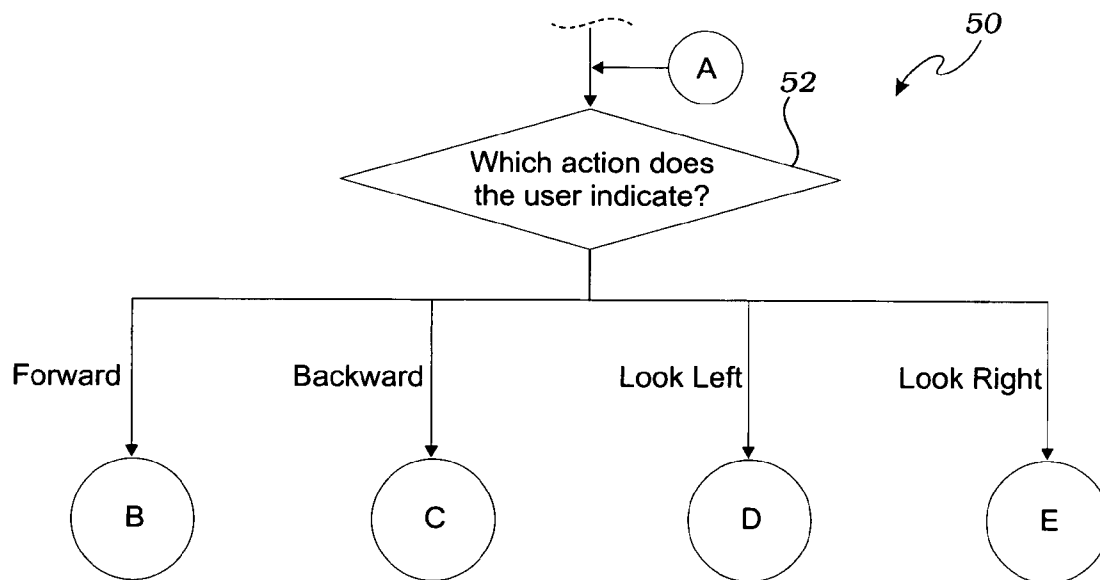 50
A
52
Which action does
the user indicate?
Forward
Backward
Look Left
Look Right
B
C
D
E